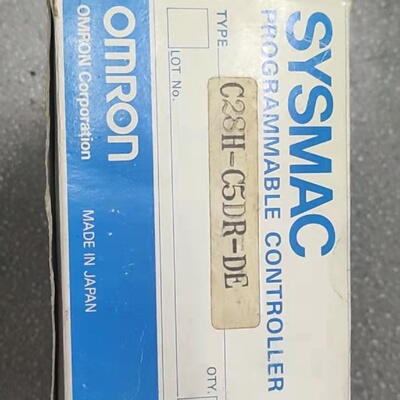 SYSMAC
PROGRAMMABLE CONTROLLER
TYPE C28H-C5DR-DE
LOT No. QTY.
OMRON
OMRON Corporation MADE IN JAPAN